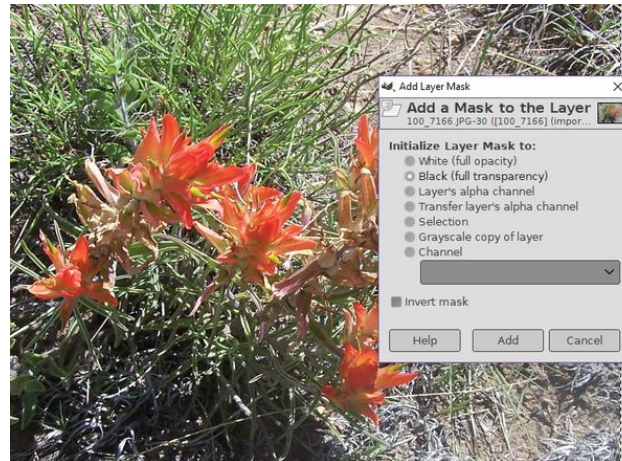 Add Layer Mask
Add a Mask to the Layer
100_7166.JPG-30 ([100_7166] (impor...
Initialize Layer Mask to:
White (full opacity)
Black (full transparency)
Layer's alpha channel
Transfer layer's alpha channel
Selection
Grayscale copy of layer
Channel
Invert mask
Help Add Cancel